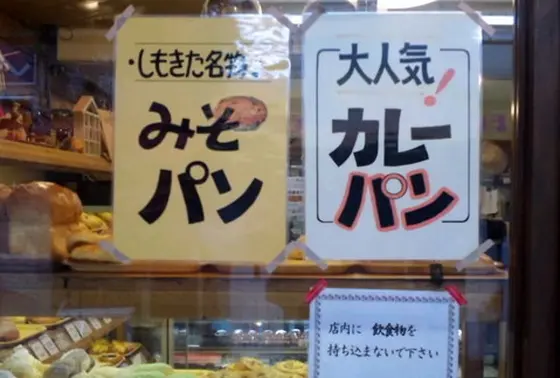 しもきた名物
みそ
パン
大人気!
カレー
パン
店内に 飲食物を
持ち込まないで下さい